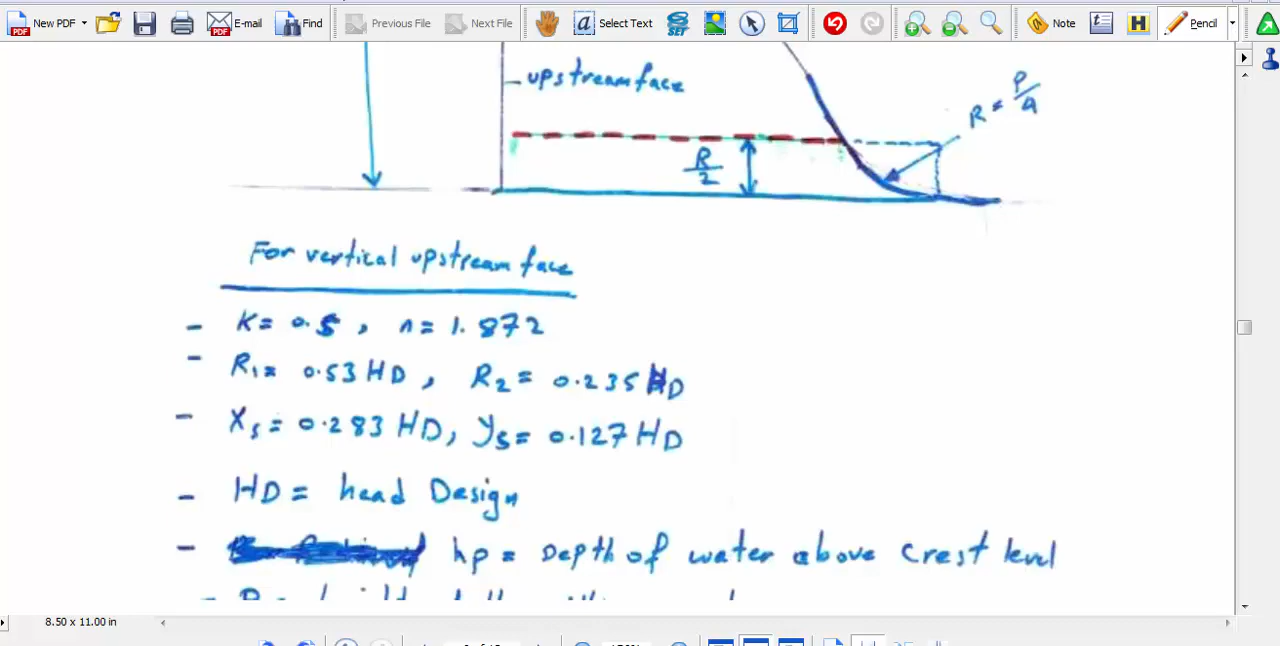 New PDF E-mail Find Previous File Next File Select Text Note Pencil
upstream face
R = P/4
R/2
For vertical upstream face
- K= 0.5 , n= 1.872
- R1= 0.53 HD , R2 = 0.235 HD
- Xs = 0.283 HD, Ys= 0.127 HD
- HD = head Design
- hp = Depth of water above crest level
8.50 x 11.00 in